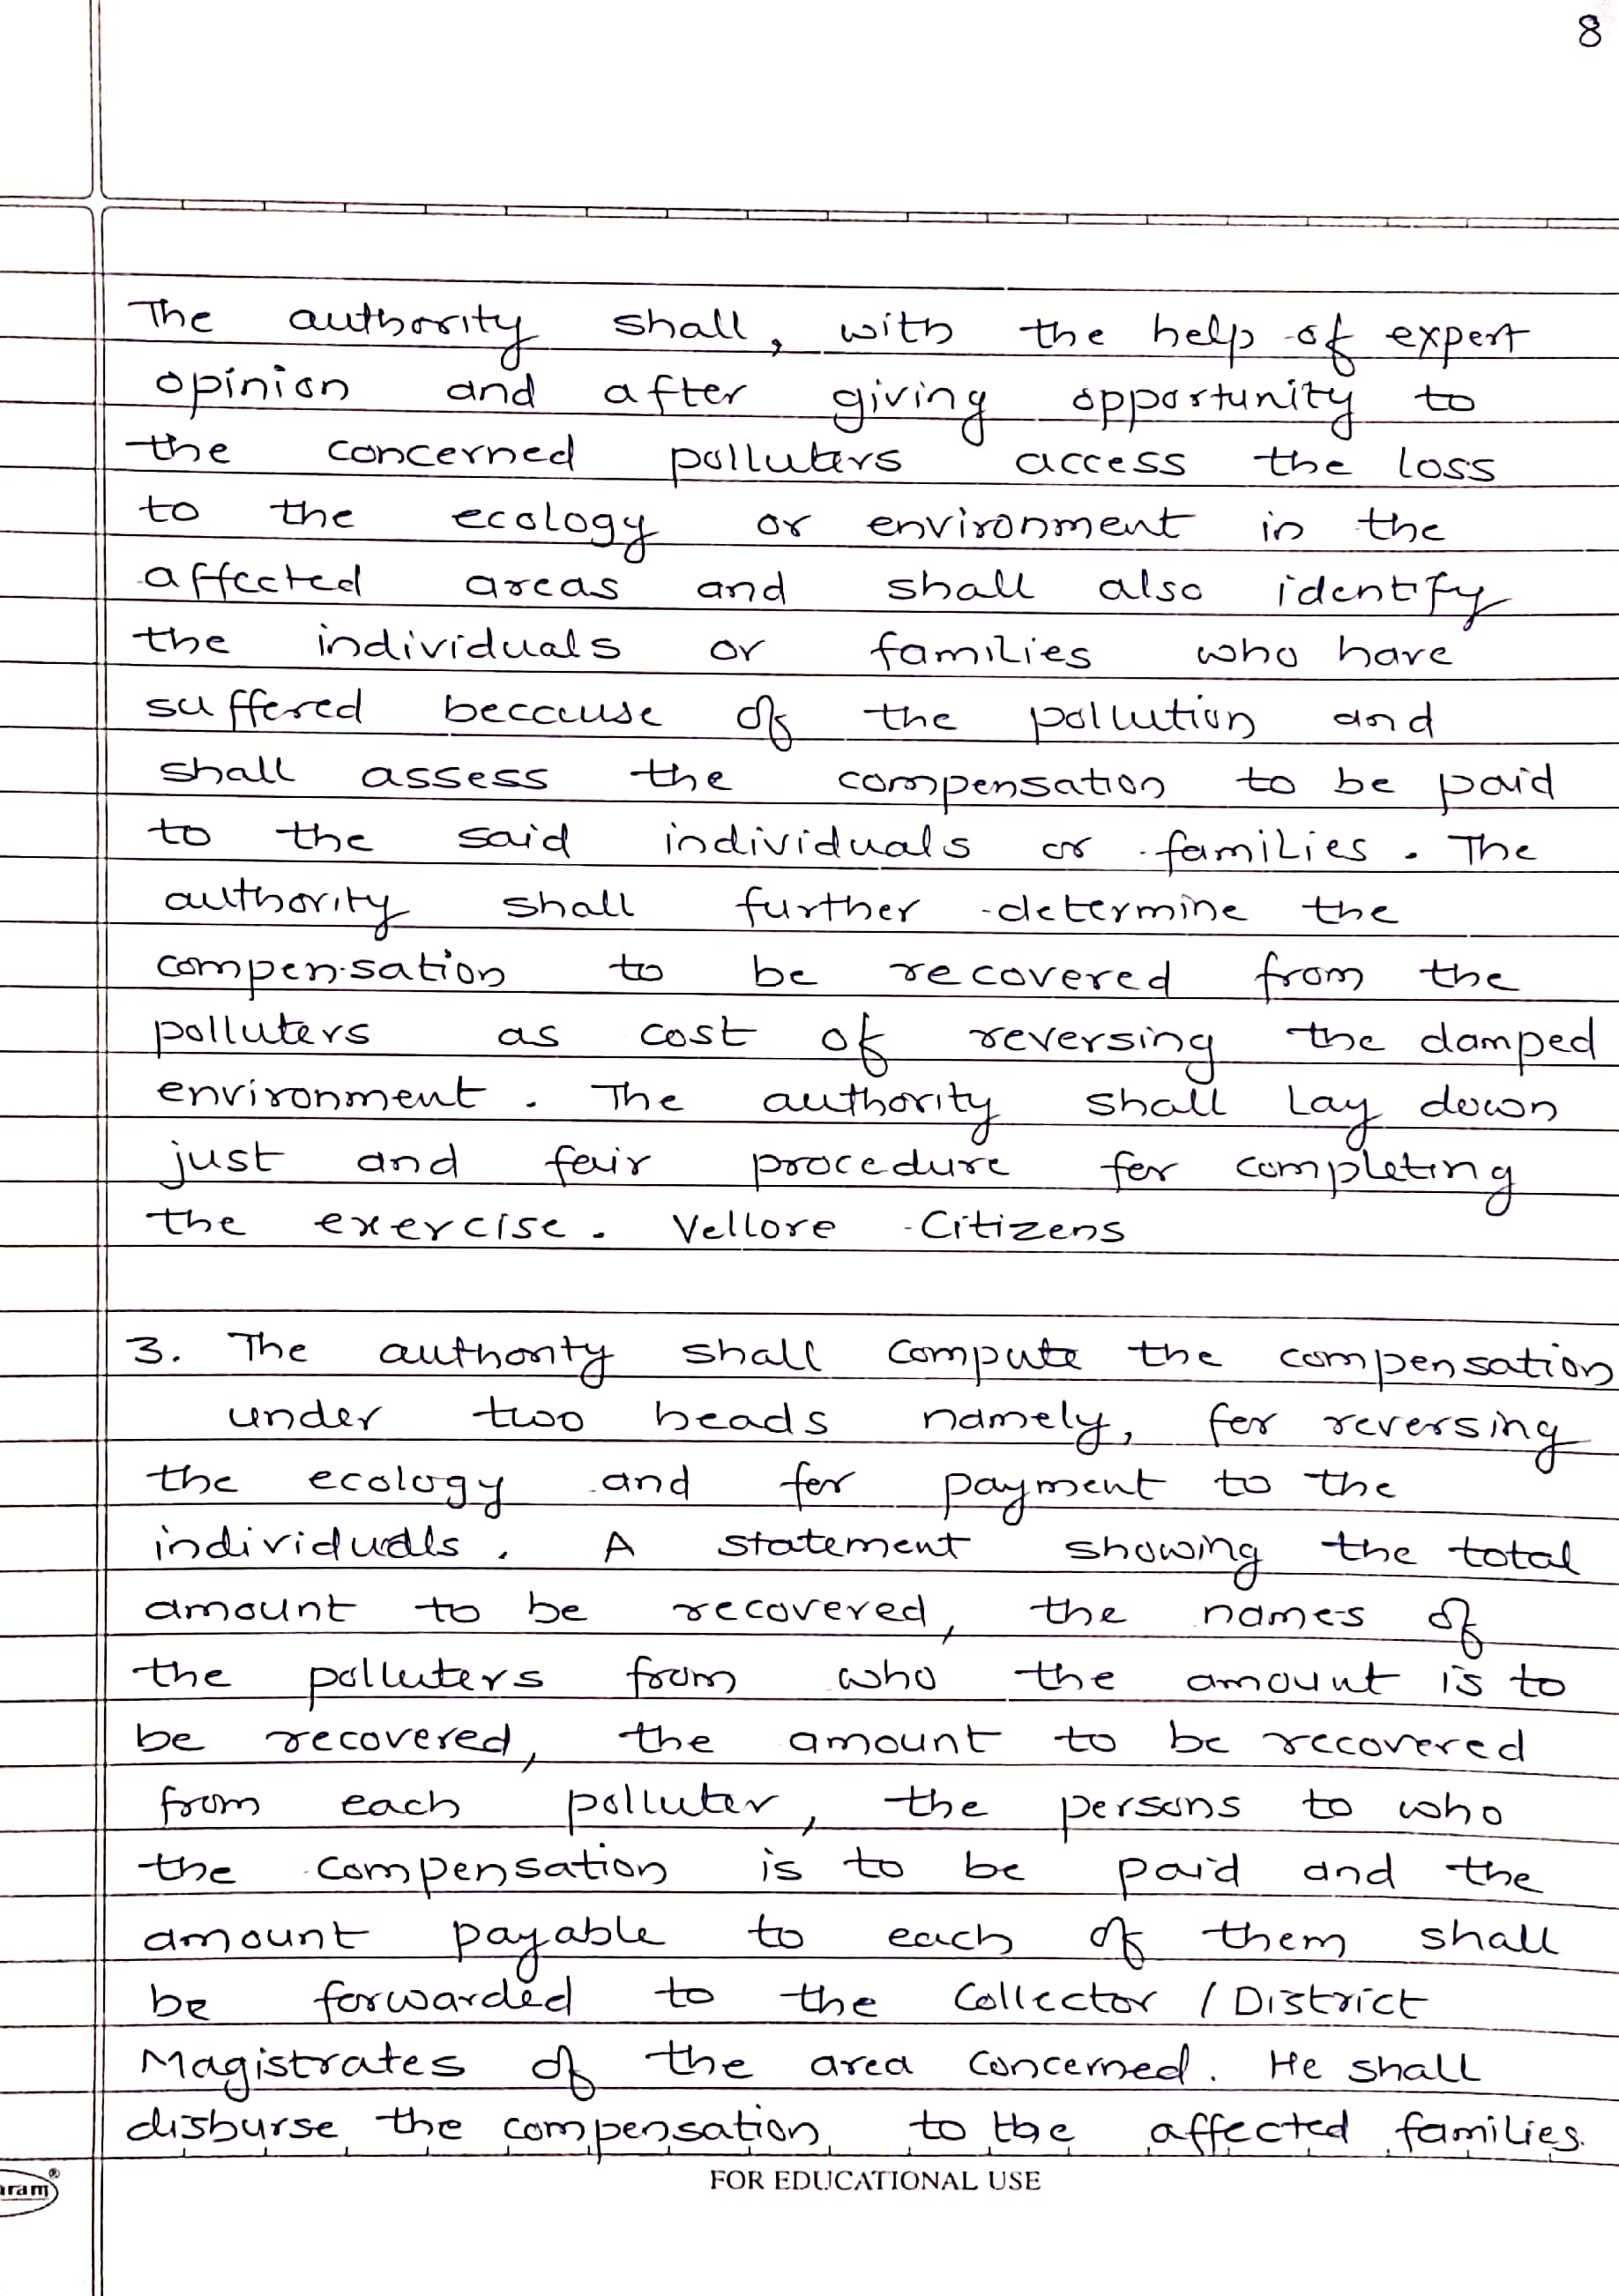 8
The authority shall, with the help of expert
opinion and after giving opportunity to
the concerned polluters access the loss
to the ecology or environment in the
affected areas and shall also identify
the individuals or families who have
suffered because of the pollution and
shall assess the compensation to be paid
to the said individuals or families. The
authority shall further determine the
compensation to be recovered from the
polluters as cost of reversing the damped
environment. The authority shall lay down
just and fair procedure for completing
the exercise. Vellore Citizens
3. The authority shall compute the compensation
under two heads namely, for reversing
the ecology and for payment to the
individuals. A statement showing the total
amount to be recovered, the names of
the polluters from who the amount is to
be recovered, the amount to be recovered
from each polluter, the persons to who
the compensation is to be paid and the
amount payable to each of them shall
be forwarded to the Collector / District
Magistrates of the area concerned. He shall
disburse the compensation to the affected families.
aram®
FOR EDUCATIONAL USE